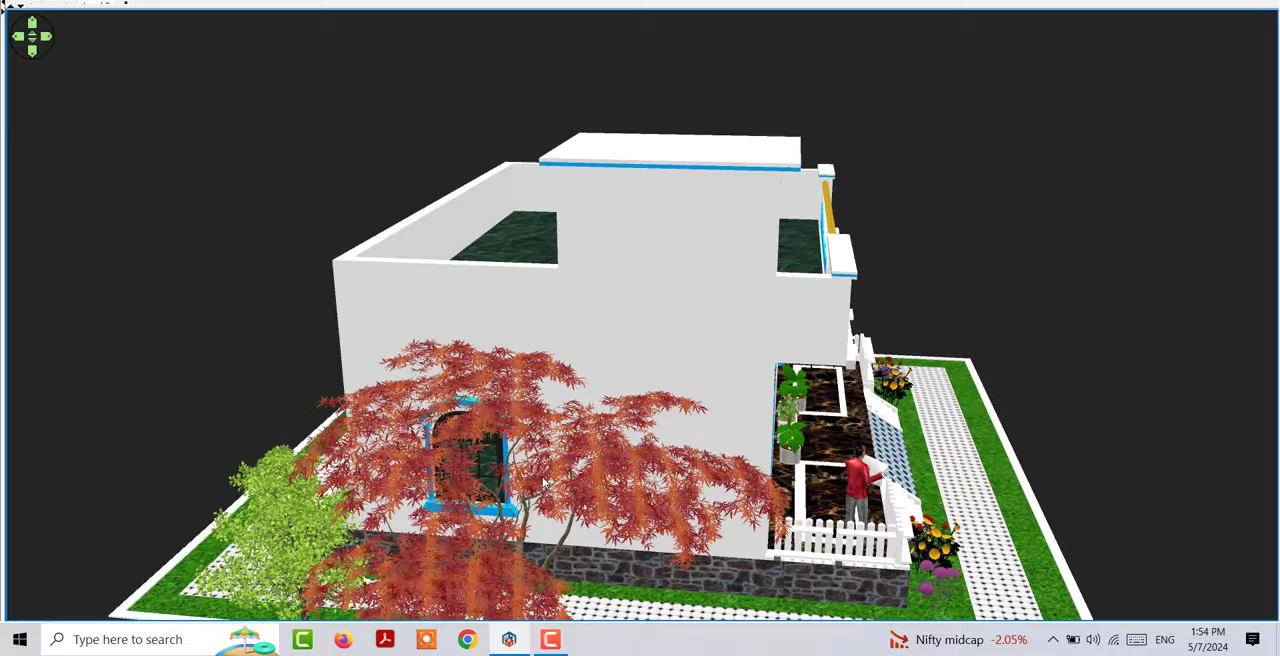 Type here to search
Nifty midcap -2.05%
ENG
1:54 PM
5/7/2024